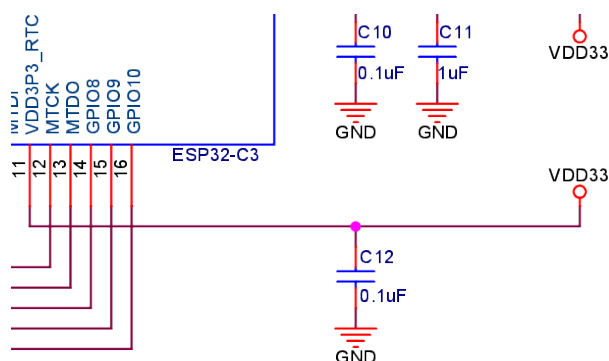 C10
0.1uF
GND
C11
1uF
GND
VDD33
MTDI
VDD3P3_RTC
MTCK
MTDO
GPIO8
GPIO9
GPIO10
ESP32-C3
11
12
13
14
15
16
VDD33
C12
0.1uF
GND